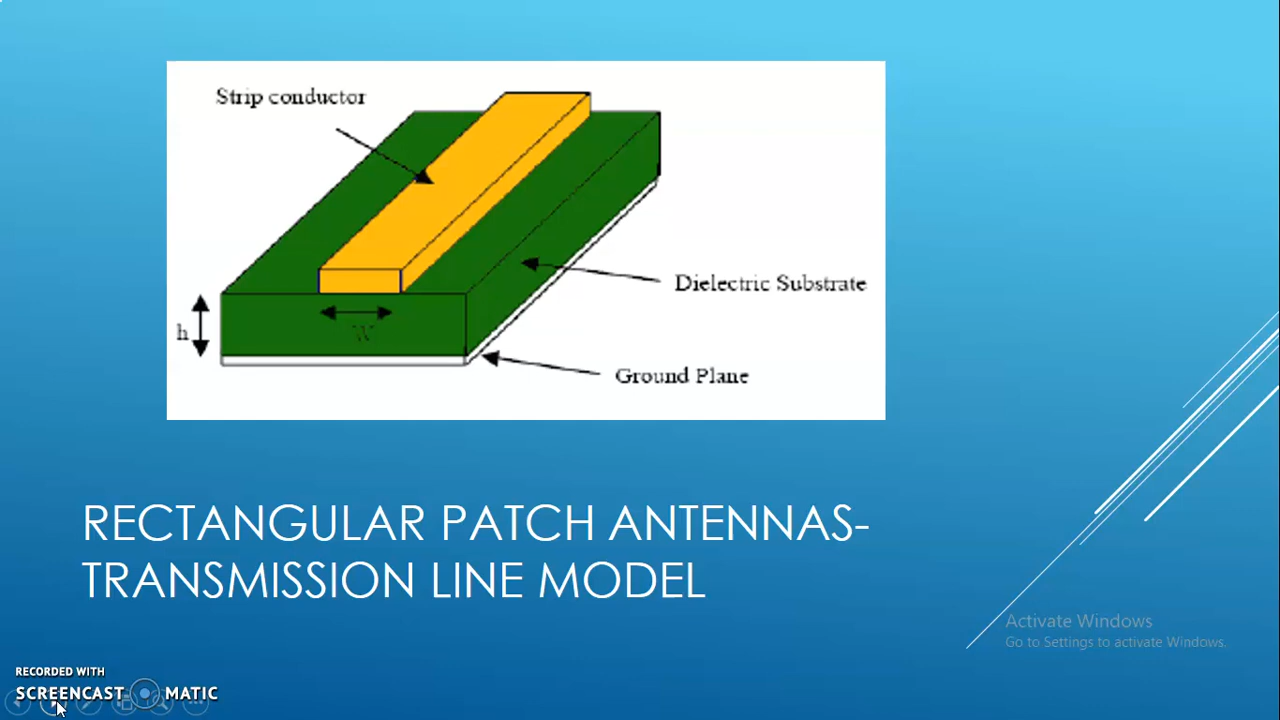 Strip conductor
Dielectric Substrate
h
W
Ground Plane
RECTANGULAR PATCH ANTENNAS-
TRANSMISSION LINE MODEL
Activate Windows
Go to Settings to activate Windows.
RECORDED WITH
SCREENCAST MATIC